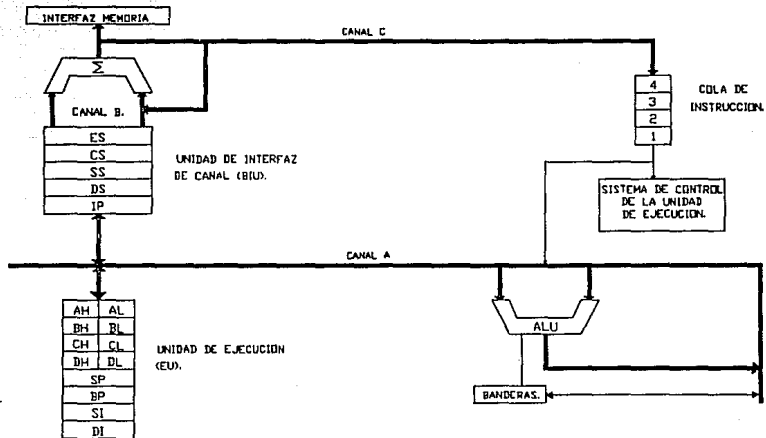 INTERFAZ MEMORIA
CANAL C
Σ
CANAL B.
ES
CS
SS
DS
IP
UNIDAD DE INTERFAZ
DE CANAL (BIU).
4
3
2
1
COLA DE
INSTRUCCION.
SISTEMA DE CONTROL
DE LA UNIDAD
DE EJECUCION.
CANAL A
AH AL
BH BL
CH CL
DH DL
SP
BP
SI
DI
UNIDAD DE EJECUCION
(EU).
ALU
BANDERAS.